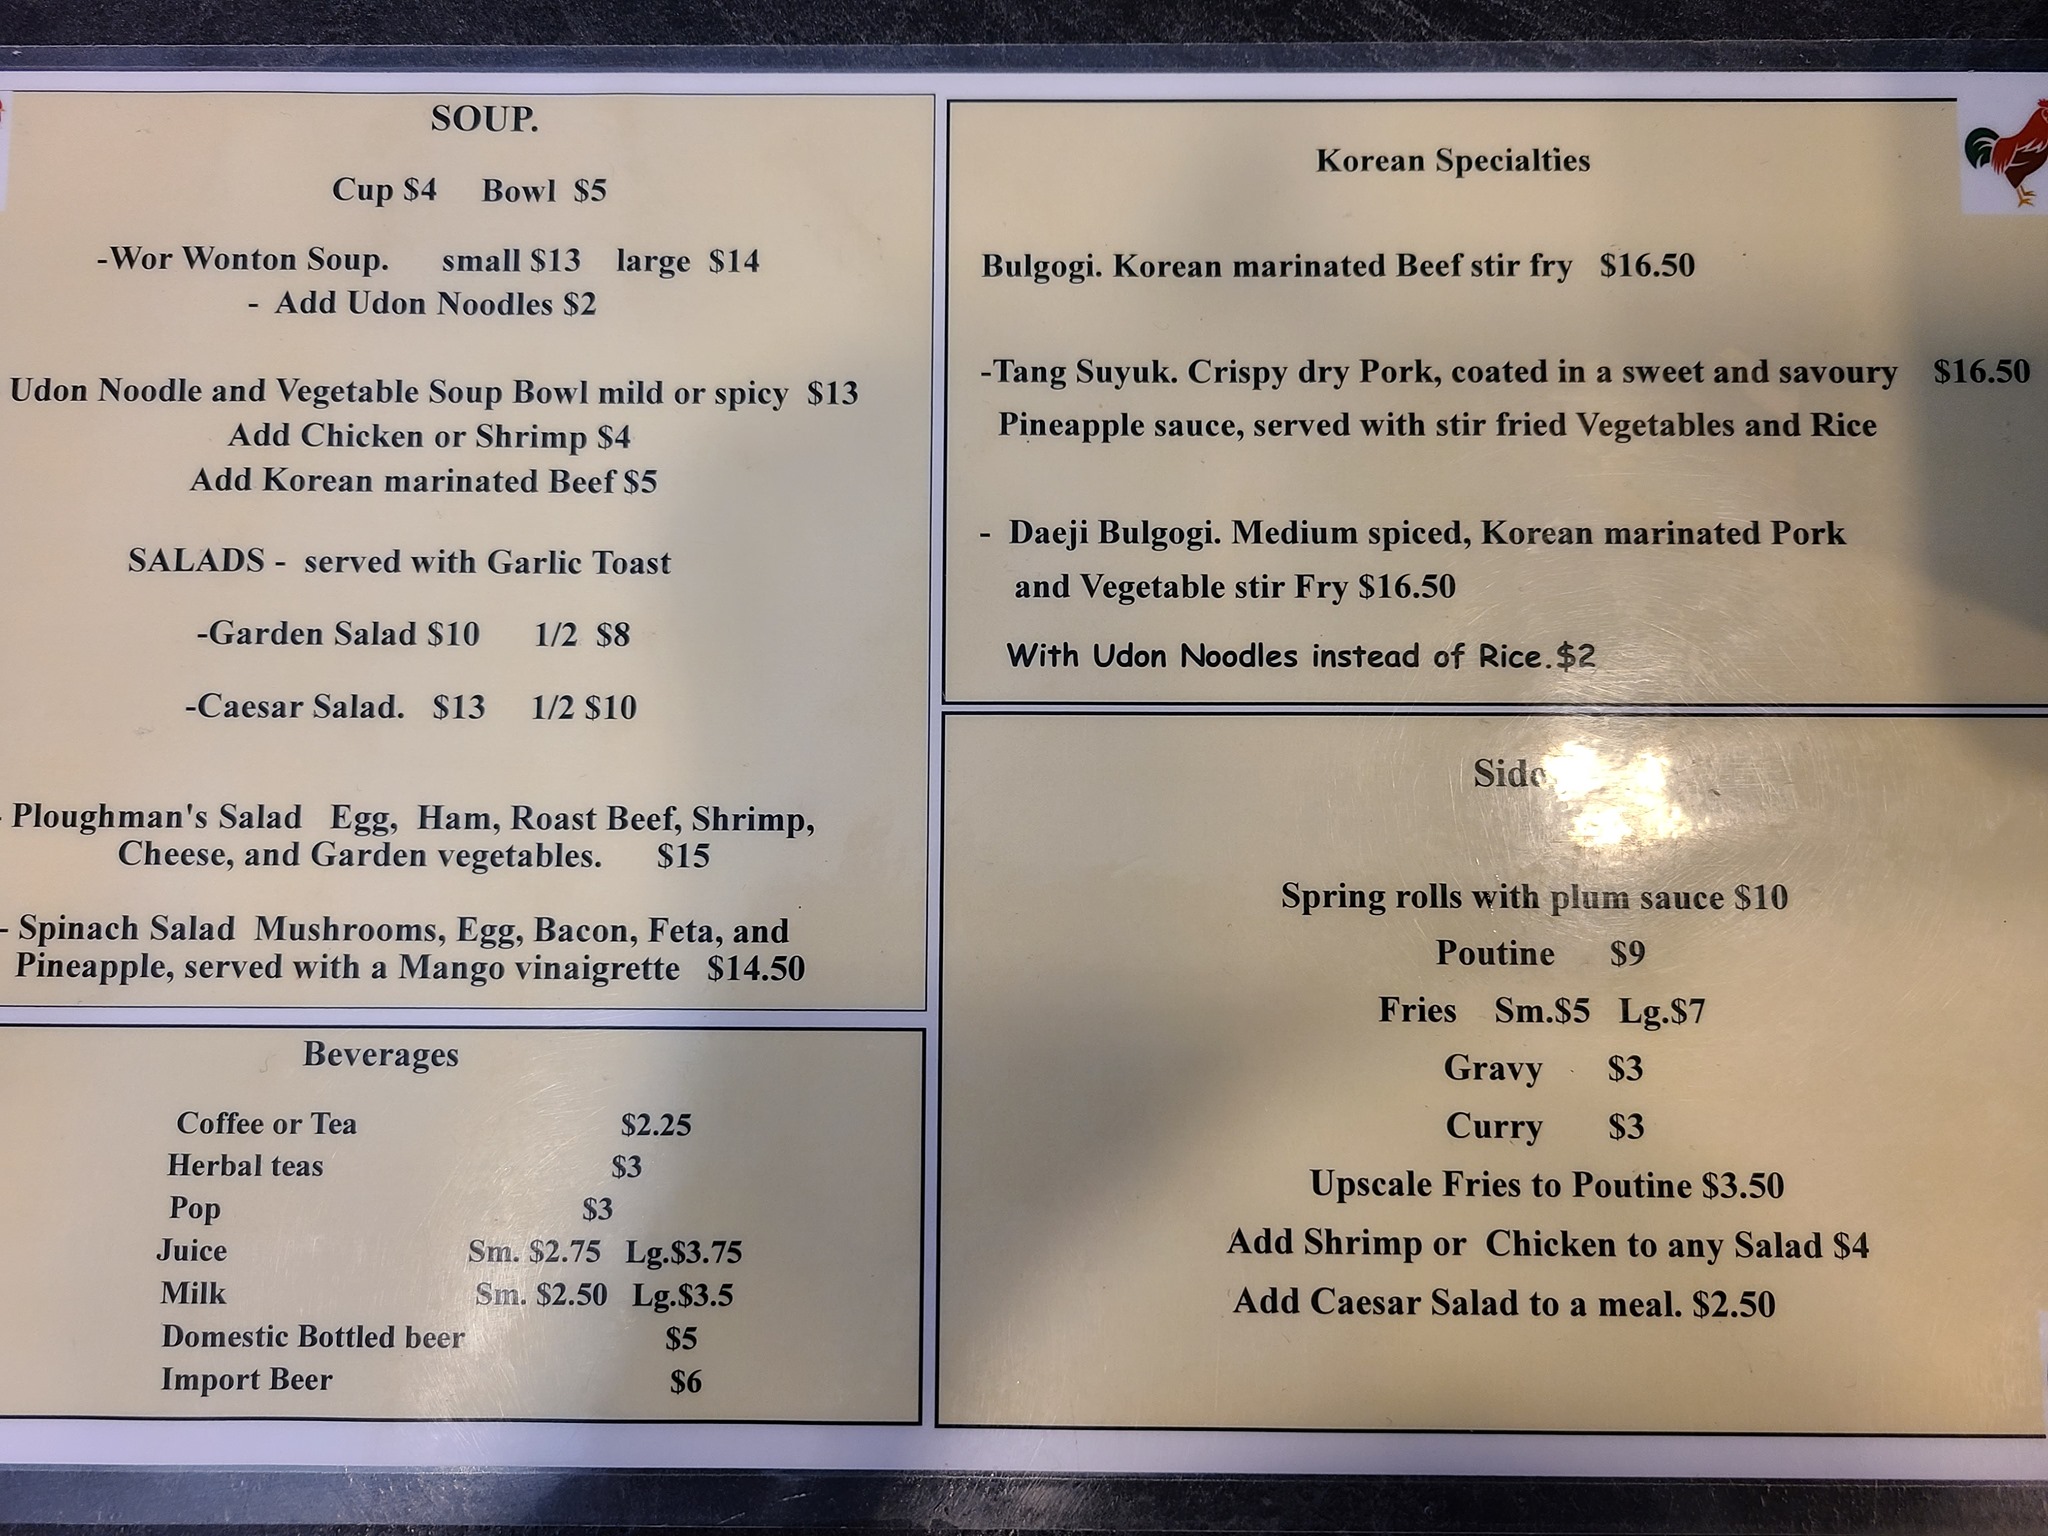 SOUP.
Cup $4 Bowl $5
-Wor Wonton Soup. small $13 large $14
- Add Udon Noodles $2
Udon Noodle and Vegetable Soup Bowl mild or spicy $13
Add Chicken or Shrimp $4
Add Korean marinated Beef $5
SALADS - served with Garlic Toast
-Garden Salad $10 1/2 $8
-Caesar Salad. $13 1/2 $10
- Ploughman's Salad Egg, Ham, Roast Beef, Shrimp,
Cheese, and Garden vegetables. $15
- Spinach Salad Mushrooms, Egg, Bacon, Feta, and
Pineapple, served with a Mango vinaigrette $14.50
Beverages
Coffee or Tea $2.25
Herbal teas $3
Pop $3
Juice Sm. $2.75 Lg.$3.75
Milk Sm. $2.50 Lg.$3.5
Domestic Bottled beer $5
Import Beer $6
Korean Specialties
Bulgogi. Korean marinated Beef stir fry $16.50
-Tang Suyuk. Crispy dry Pork, coated in a sweet and savoury $16.50
Pineapple sauce, served with stir fried Vegetables and Rice
- Daeji Bulgogi. Medium spiced, Korean marinated Pork
and Vegetable stir Fry $16.50
With Udon Noodles instead of Rice.$2
Spring rolls with plum sauce $10
Poutine $9
Fries Sm.$5 Lg.$7
Gravy $3
Curry $3
Upscale Fries to Poutine $3.50
Add Shrimp or Chicken to any Salad $4
Add Caesar Salad to a meal. $2.50